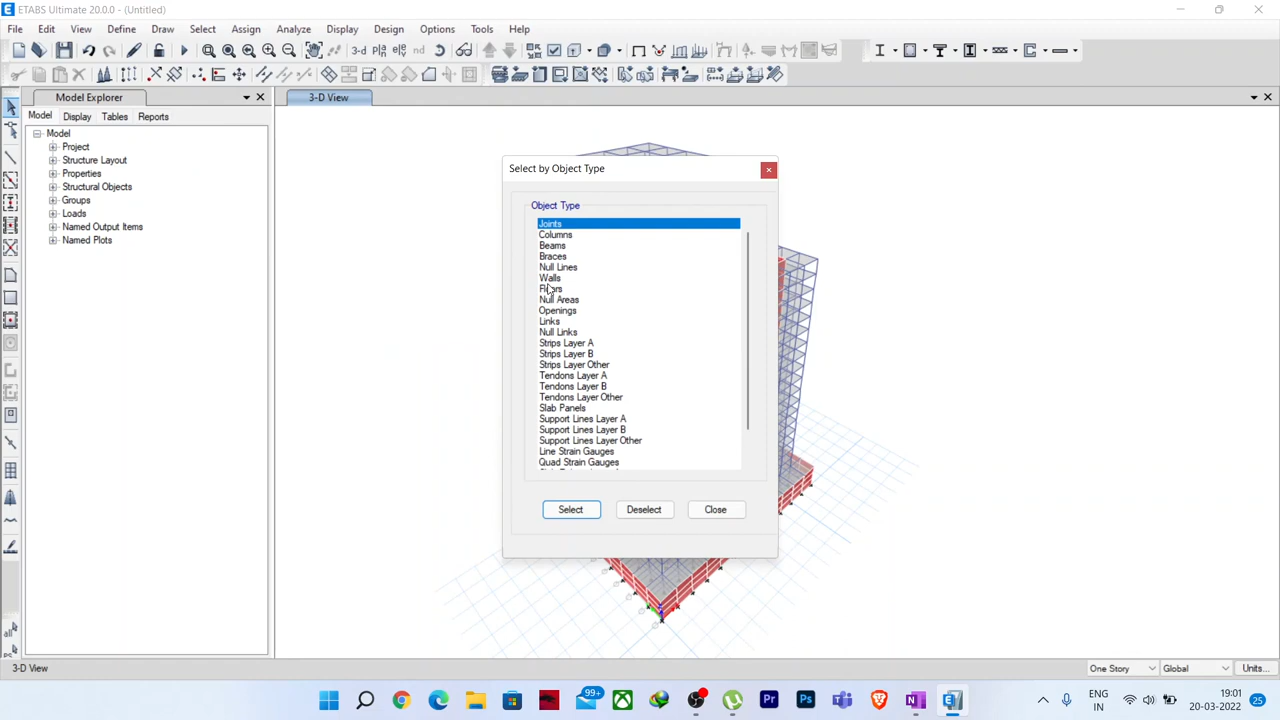 ETABS Ultimate 20.0.0 - (Untitled)
File Edit View Define Draw Select Assign Analyze Display Design Options Tools Help
3-d
nd
Model Explorer
3-D View
Model Display Tables Reports
Model
Project
Structure Layout
Properties
Structural Objects
Groups
Loads
Named Output Items
Named Plots
Select by Object Type
Object Type
Joints
Columns
Beams
Braces
Null Lines
Walls
Floors
Null Areas
Openings
Links
Null Links
Strips Layer A
Strips Layer B
Strips Layer Other
Tendons Layer A
Tendons Layer B
Tendons Layer Other
Slab Panels
Support Lines Layer A
Support Lines Layer B
Support Lines Layer Other
Line Strain Gauges
Quad Strain Gauges
Select Deselect Close
all
3-D View
One Story Global Units...
99+
ENG
IN
19:01
20-03-2022
25